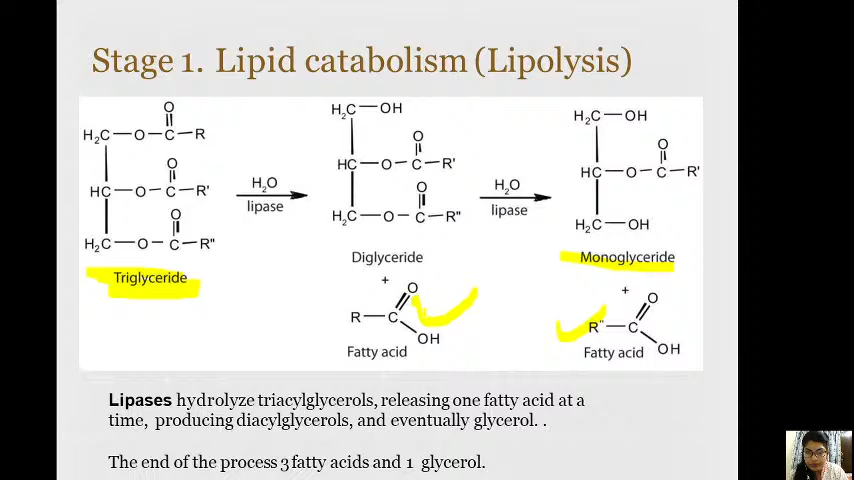 Stage 1. Lipid catabolism (Lipolysis)
O
H₂C—O—C—R
O
HC—O—C—R'
O
H₂C—O—C—R"
Triglyceride
H₂O
lipase
H₂C—OH
O
HC—O—C—R'
O
H₂C—O—C—R"
Diglyceride
+
O
R—C
OH
Fatty acid
H₂O
lipase
H₂C—OH
O
HC—O—C—R'
H₂C—OH
Monoglyceride
+
O
R"—C
OH
Fatty acid
Lipases hydrolyze triacylglycerols, releasing one fatty acid at a
time, producing diacylglycerols, and eventually glycerol. .
The end of the process 3 fatty acids and 1 glycerol.